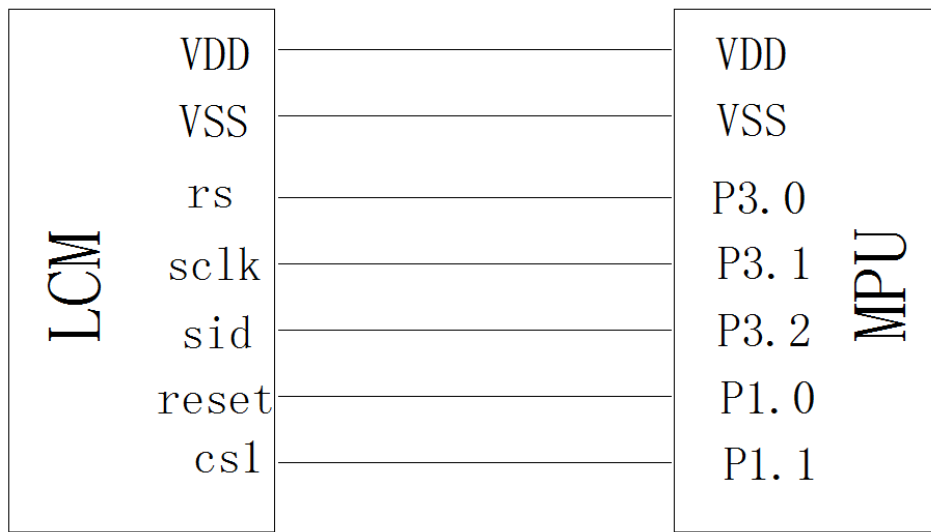 VDD VDD
VSS VSS
rs P3.0
sclk P3.1
sid P3.2
reset P1.0
cs1 P1.1
LCM
MPU